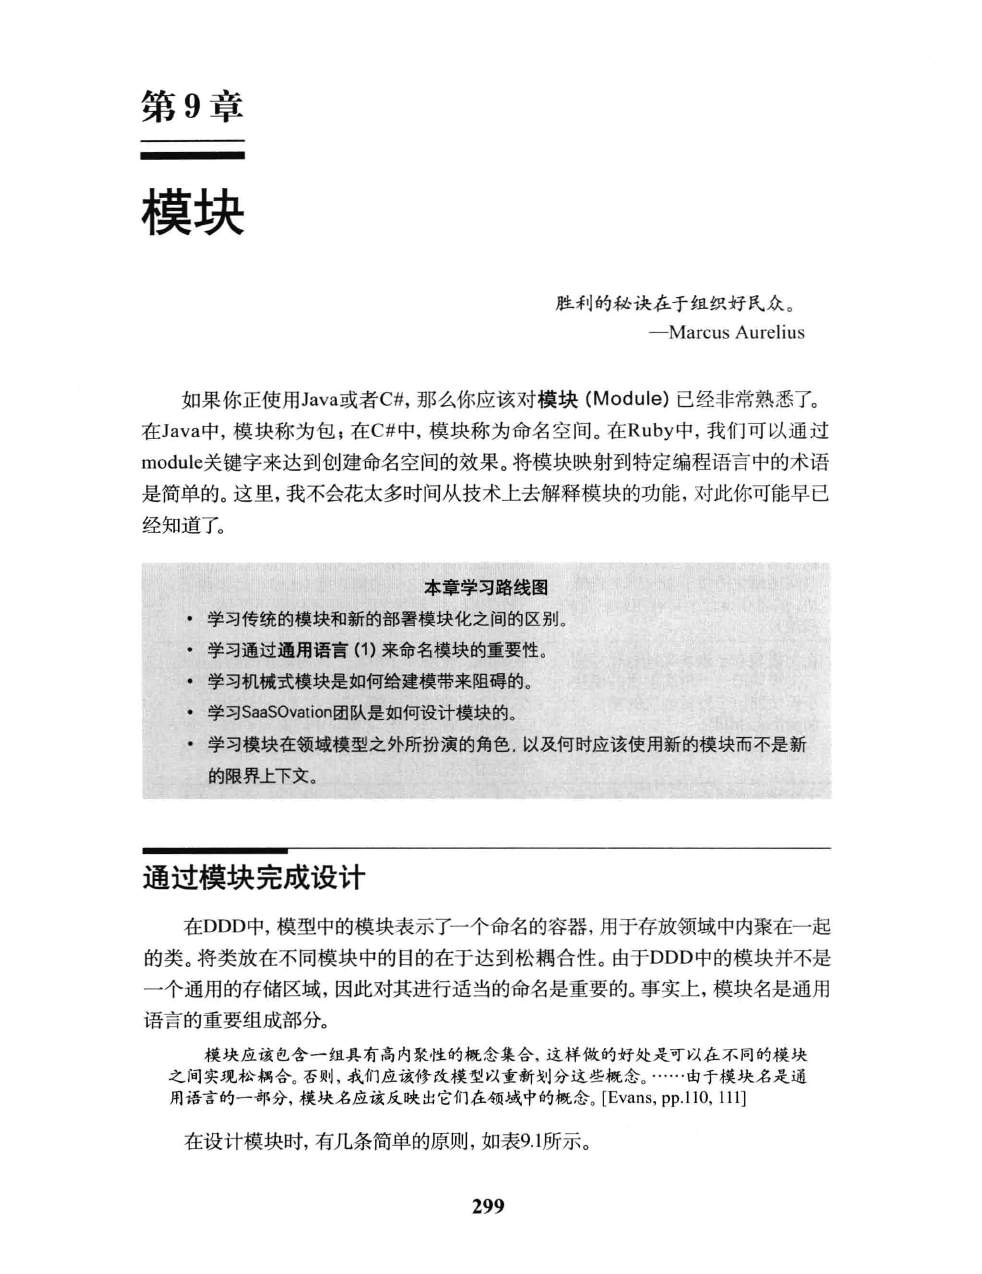 第9章
模块
胜利的秘诀在于组织好民众。
—Marcus Aurelius
如果你正使用Java或者C#, 那么你应该对模块 (Module) 已经非常熟悉了。
在Java中, 模块称为包; 在C#中, 模块称为命名空间。在Ruby中, 我们可以通过
module关键字来达到创建命名空间的效果。将模块映射到特定编程语言中的术语
是简单的。这里, 我不会花太多时间从技术上去解释模块的功能, 对此你可能早已
经知道了。
本章学习路线图
• 学习传统的模块和新的部署模块化之间的区别。
• 学习通过通用语言 (1) 来命名模块的重要性。
• 学习机械式模块是如何给建模带来阻碍的。
• 学习SaaSOvation团队是如何设计模块的。
• 学习模块在领域模型之外所扮演的角色, 以及何时应该使用新的模块而不是新
的限界上下文。
通过模块完成设计
在DDD中, 模型中的模块表示了一个命名的容器, 用于存放领域中内聚在一起
的类。将类放在不同模块中的目的在于达到松耦合性。由于DDD中的模块并不是
一个通用的存储区域, 因此对其进行适当的命名是重要的。事实上, 模块名是通用
语言的重要组成部分。
模块应该包含一组具有高内聚性的概念集合, 这样做的好处是可以在不同的模块
之间实现松耦合。否则, 我们应该修改模型以重新划分这些概念。……由于模块名是通
用语言的一部分, 模块名应该反映出它们在领域中的概念。[Evans, pp.110, 111]
在设计模块时, 有几条简单的原则, 如表9.1所示。
299